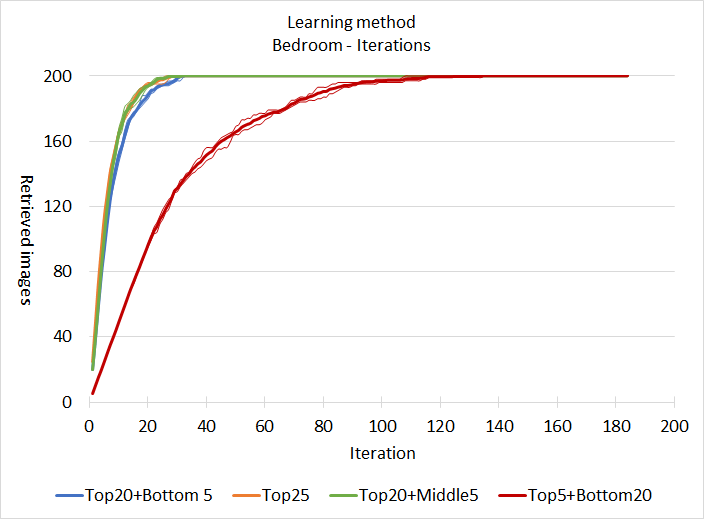 Learning method
Bedroom - Iterations
Retrieved images
200
160
120
80
40
0
0 20 40 60 80 100 120 140 160 180 200
Iteration
Top20+Bottom 5 Top25 Top20+Middle5 Top5+Bottom20